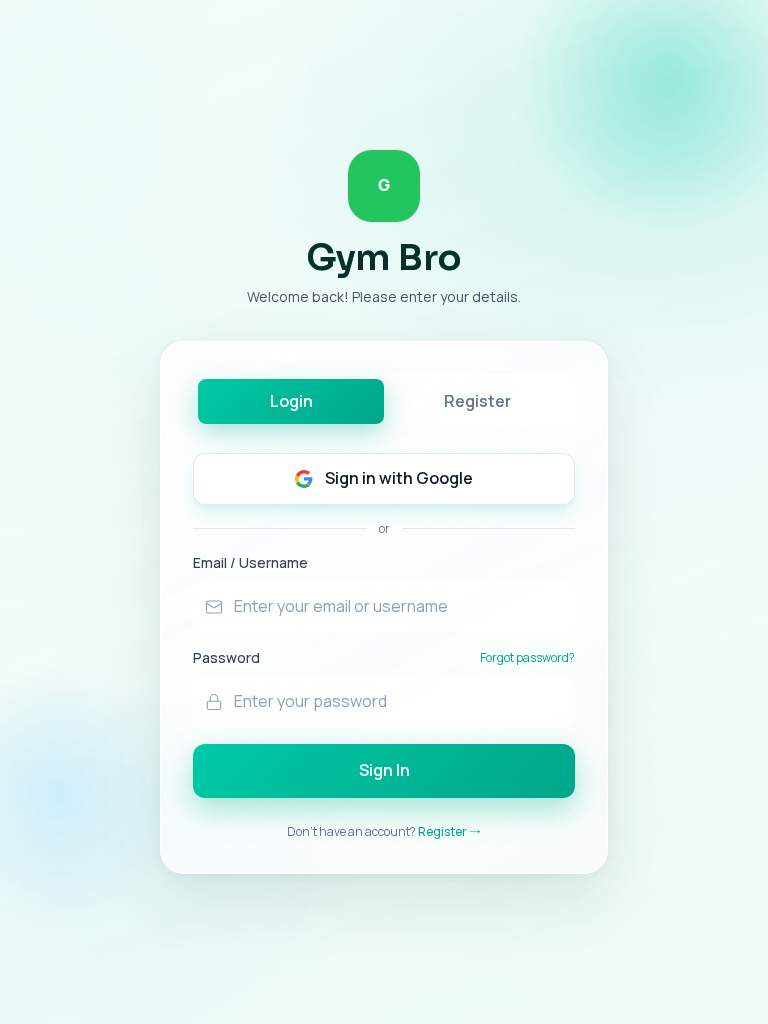 G
Gym Bro
Welcome back! Please enter your details.
Login
Register
Sign in with Google
or
Email / Username
Enter your email or username
Password
Forgot password?
Enter your password
Sign In
Don't have an account? Register →